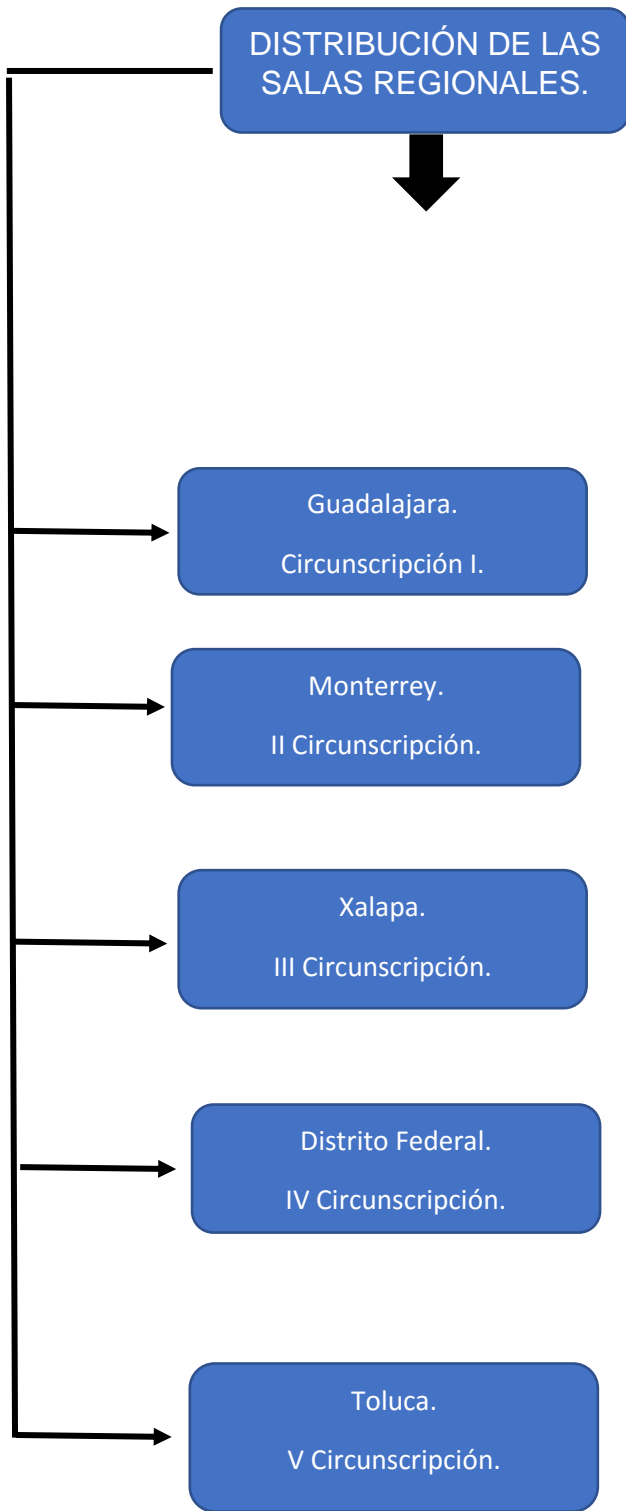 DISTRIBUCIÓN DE LAS
SALAS REGIONALES.
Guadalajara.
Circunscripción I.
Monterrey.
II Circunscripción.
Xalapa.
III Circunscripción.
Distrito Federal.
IV Circunscripción.
Toluca.
V Circunscripción.